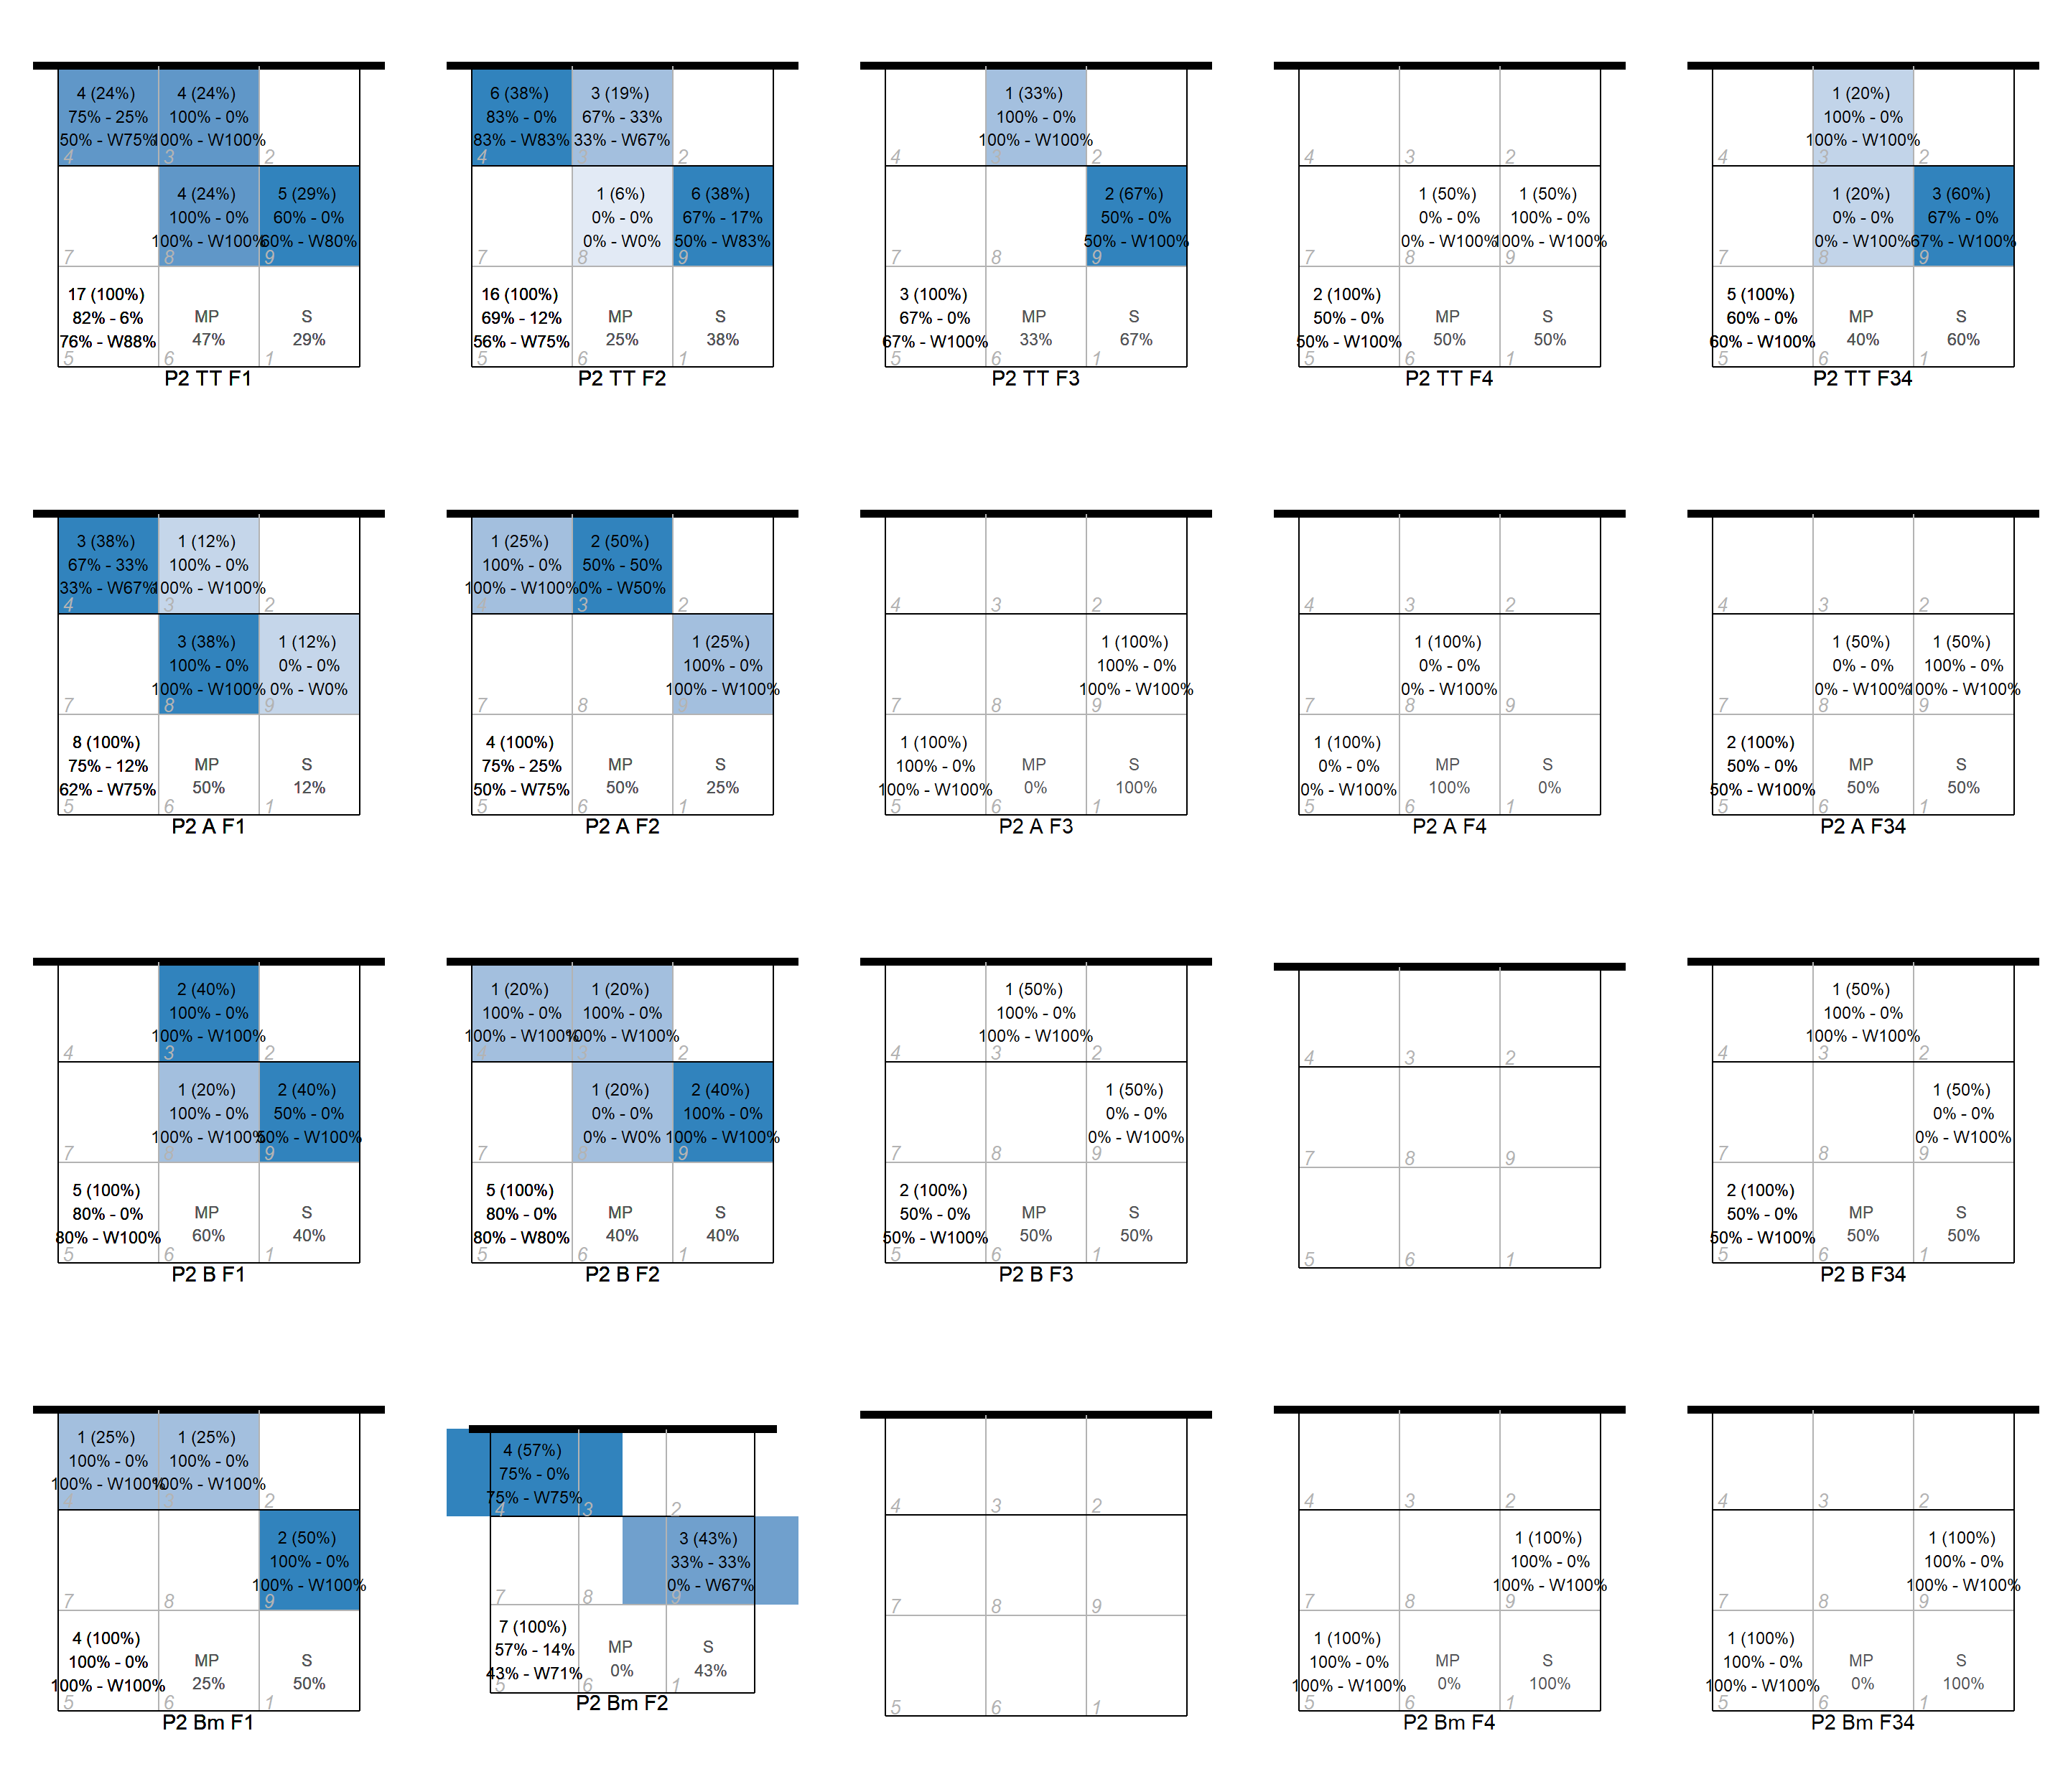 4 (24%) 4 (24%)
75% - 25% 100% - 0%
50% - W75% 100% - W100%
4 3 2
4 (24%) 5 (29%)
100% - 0% 60% - 0%
100% - W100% 60% - W80%
7 8 9
17 (100%)
82% - 6% MP S
76% - W88% 47% 29%
5 6 1
P2 TT F1
6 (38%) 3 (19%)
83% - 0% 67% - 33%
83% - W83% 33% - W67%
4 3 2
1 (6%) 6 (38%)
0% - 0% 67% - 17%
0% - W0% 50% - W83%
7 8 9
16 (100%)
69% - 12% MP S
56% - W75% 25% 38%
5 6 1
P2 TT F2
1 (33%)
100% - 0%
100% - W100%
4 3 2
2 (67%)
50% - 0%
50% - W100%
7 8 9
3 (100%)
67% - 0% MP S
67% - W100% 33% 67%
5 6 1
P2 TT F3
4 3 2
1 (50%) 1 (50%)
0% - 0% 100% - 0%
0% - W100% 100% - W100%
7 8 9
2 (100%)
50% - 0% MP S
50% - W100% 50% 50%
5 6 1
P2 TT F4
1 (20%)
100% - 0%
100% - W100%
4 3 2
1 (20%) 3 (60%)
0% - 0% 67% - 0%
0% - W100% 67% - W100%
7 8 9
5 (100%)
60% - 0% MP S
60% - W100% 40% 60%
5 6 1
P2 TT F34
3 (38%) 1 (12%)
67% - 33% 100% - 0%
33% - W67% 100% - W100%
4 3 2
3 (38%) 1 (12%)
100% - 0% 0% - 0%
100% - W100% 0% - W0%
7 8 9
8 (100%)
75% - 12% MP S
62% - W75% 50% 12%
5 6 1
P2 A F1
1 (25%) 2 (50%)
100% - 0% 50% - 50%
100% - W100% 0% - W50%
4 3 2
1 (25%)
100% - 0%
100% - W100%
7 8 9
4 (100%)
75% - 25% MP S
50% - W75% 50% 25%
5 6 1
P2 A F2
4 3 2
1 (100%)
100% - 0%
100% - W100%
7 8 9
1 (100%)
100% - 0% MP S
100% - W100% 0% 100%
5 6 1
P2 A F3
4 3 2
1 (100%)
0% - 0%
0% - W100%
7 8 9
1 (100%)
0% - 0% MP S
0% - W100% 100% 0%
5 6 1
P2 A F4
4 3 2
1 (50%) 1 (50%)
0% - 0% 100% - 0%
0% - W100% 100% - W100%
7 8 9
2 (100%)
50% - 0% MP S
50% - W100% 50% 50%
5 6 1
P2 A F34
2 (40%)
100% - 0%
100% - W100%
4 3 2
1 (20%) 2 (40%)
100% - 0% 50% - 0%
100% - W100% 50% - W100%
7 8 9
5 (100%)
80% - 0% MP S
80% - W100% 60% 40%
5 6 1
P2 B F1
1 (20%) 1 (20%)
100% - 0% 100% - 0%
100% - W100% 100% - W100%
4 3 2
1 (20%) 2 (40%)
0% - 0% 100% - 0%
0% - W0% 100% - W100%
7 8 9
5 (100%)
80% - 0% MP S
80% - W80% 40% 40%
5 6 1
P2 B F2
1 (50%)
100% - 0%
100% - W100%
4 3 2
1 (50%)
0% - 0%
0% - W100%
7 8 9
2 (100%)
50% - 0% MP S
50% - W100% 50% 50%
5 6 1
P2 B F3
4 3 2
7 8 9
5 6 1
1 (50%)
100% - 0%
100% - W100%
4 3 2
1 (50%)
0% - 0%
0% - W100%
7 8 9
2 (100%)
50% - 0% MP S
50% - W100% 50% 50%
5 6 1
P2 B F34
1 (25%) 1 (25%)
100% - 0% 100% - 0%
100% - W100% 100% - W100%
4 3 2
2 (50%)
100% - 0%
100% - W100%
7 8 9
4 (100%)
100% - 0% MP S
100% - W100% 25% 50%
5 6 1
P2 Bm F1
4 (57%)
75% - 0%
75% - W75%
4 3 2
3 (43%)
33% - 33%
0% - W67%
7 8 9
7 (100%)
57% - 14% MP S
43% - W71% 0% 43%
5 6 1
P2 Bm F2
4 3 2
7 8 9
5 6 1
4 3 2
1 (100%)
100% - 0%
100% - W100%
7 8 9
1 (100%)
100% - 0% MP S
100% - W100% 0% 100%
5 6 1
P2 Bm F4
4 3 2
1 (100%)
100% - 0%
100% - W100%
7 8 9
1 (100%)
100% - 0% MP S
100% - W100% 0% 100%
5 6 1
P2 Bm F34